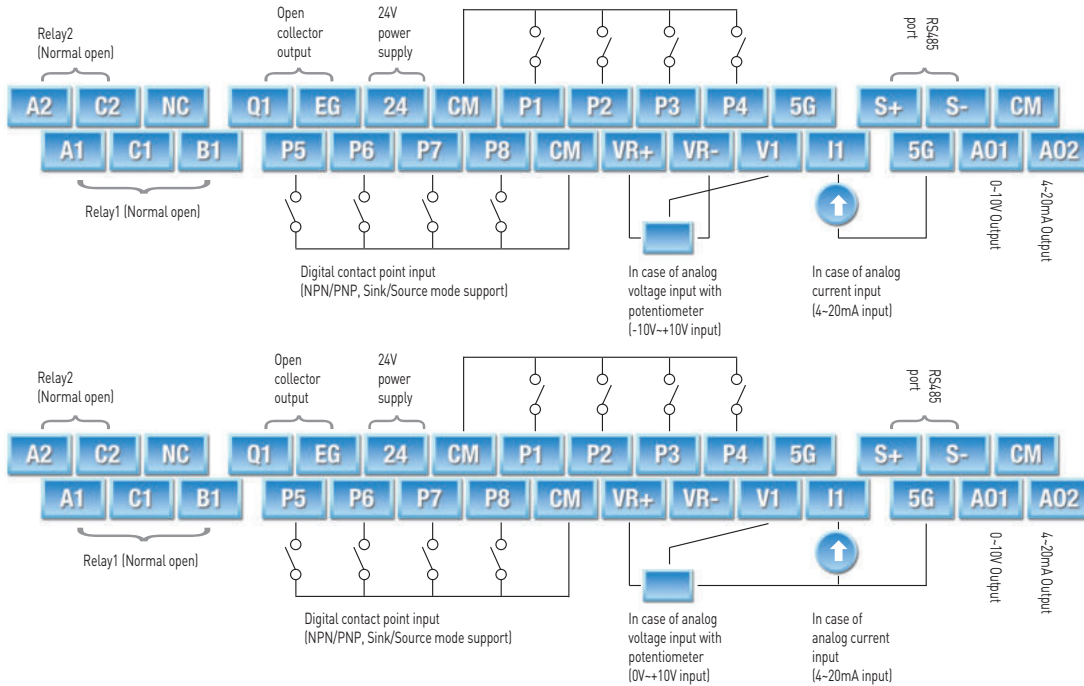 Relay2
(Normal open)
Open
collector
output
24V
power
supply
RS485
port
A2 C2 NC Q1 EG 24 CM P1 P2 P3 P4 5G S+ S- CM
A1 C1 B1 P5 P6 P7 P8 CM VR+ VR- V1 I1 5G AO1 AO2
Relay1 (Normal open)
Digital contact point input
(NPN/PNP, Sink/Source mode support)
In case of analog
voltage input with
potentiometer
(-10V~+10V input)
In case of analog
current input
(4~20mA input)
0~10V Output
4~20mA Output
Relay2
(Normal open)
Open
collector
output
24V
power
supply
RS485
port
A2 C2 NC Q1 EG 24 CM P1 P2 P3 P4 5G S+ S- CM
A1 C1 B1 P5 P6 P7 P8 CM VR+ VR- V1 I1 5G AO1 AO2
Relay1 (Normal open)
Digital contact point input
(NPN/PNP, Sink/Source mode support)
In case of analog
voltage input with
potentiometer
(0V~+10V input)
In case of
analog current
input
(4~20mA input)
0~10V Output
4~20mA Output